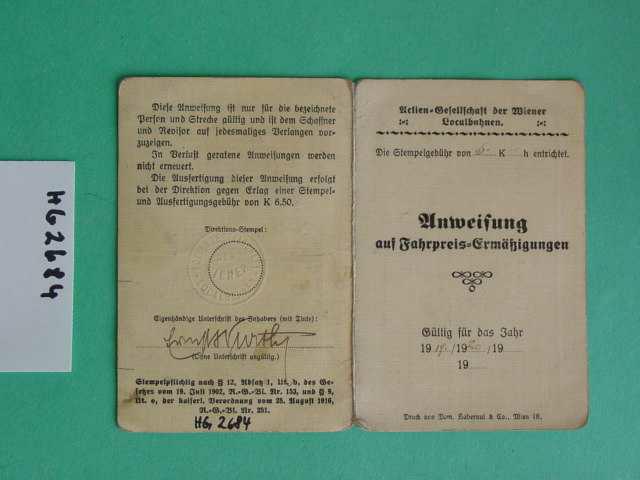 HG 2684
Diese Anweisung ist nur für die bezeichnete
Person und Strecke gültig und ist dem Schaffner
und Revisor auf jedesmaliges Verlangen vor-
zuzeigen.
In Verlust geratene Anweisungen werden
nicht erneuert.
Die Ausfertigung dieser Anweisung erfolgt
bei der Direktion gegen Erlag einer Stempel-
und Ausfertigungsgebühr von K 6.50.
Direktions-Stempel:
Eigenhändige Unterschrift des Inhabers (mit Tinte):
Ernst
(Ohne Unterschrift ungültig.)
Stempelpflichtig nach § 12, Absatz 1, lit. b, des Ge-
setzes vom 19. Juli 1902, R.-G.-Bl. Nr. 153, und § 9,
lit. c, der kaiserl. Verordnung vom 28. August 1916,
R.-G.-Bl. Nr. 281.
HG 2684
Actien-Gesellschaft der Wiener
Localbahnen.
Die Stempelgebühr von K h entrichtet.
Anweisung
auf Fahrpreis-Ermäßigungen
Gültig für das Jahr
19 /1920/19
19
Druck von Dom. Habernal & Co., Wien 18.